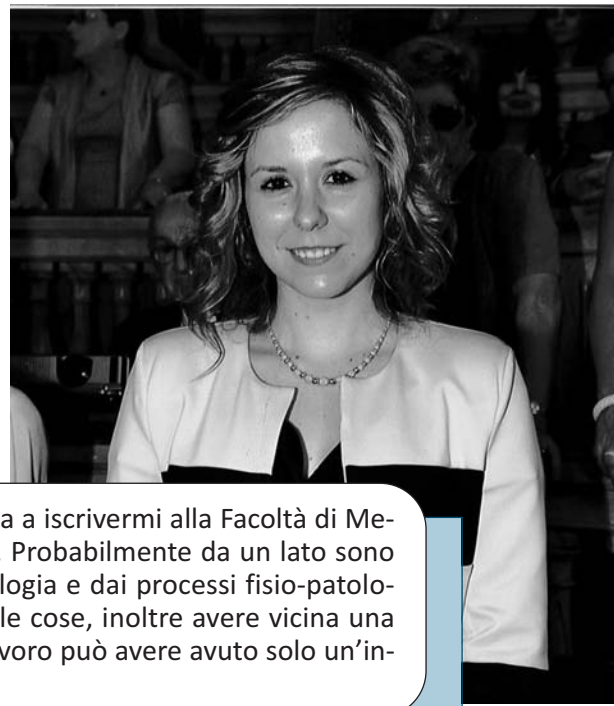 a a iscrivermi alla Facoltà di Me-
. Probabilmente da un lato sono
logia e dai processi fisio-patolo-
le cose, inoltre avere vicina una
voro può avere avuto solo un'in-